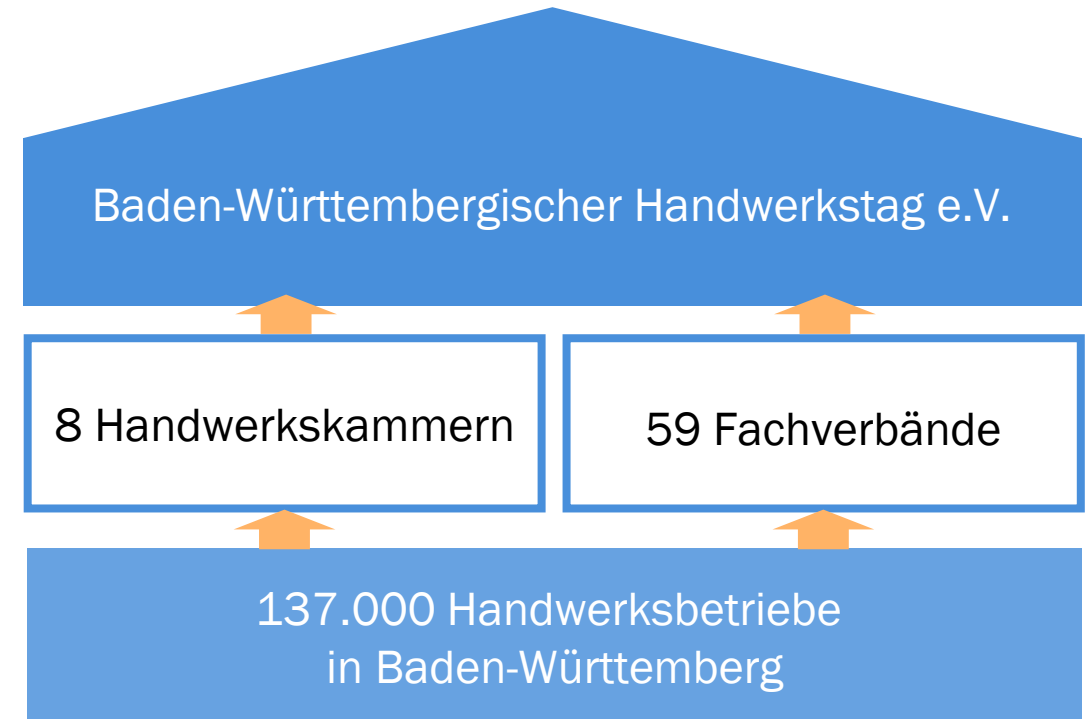 Baden-Württembergischer Handwerkstag e.V.
8 Handwerkskammern
59 Fachverbände
137.000 Handwerksbetriebe
in Baden-Württemberg